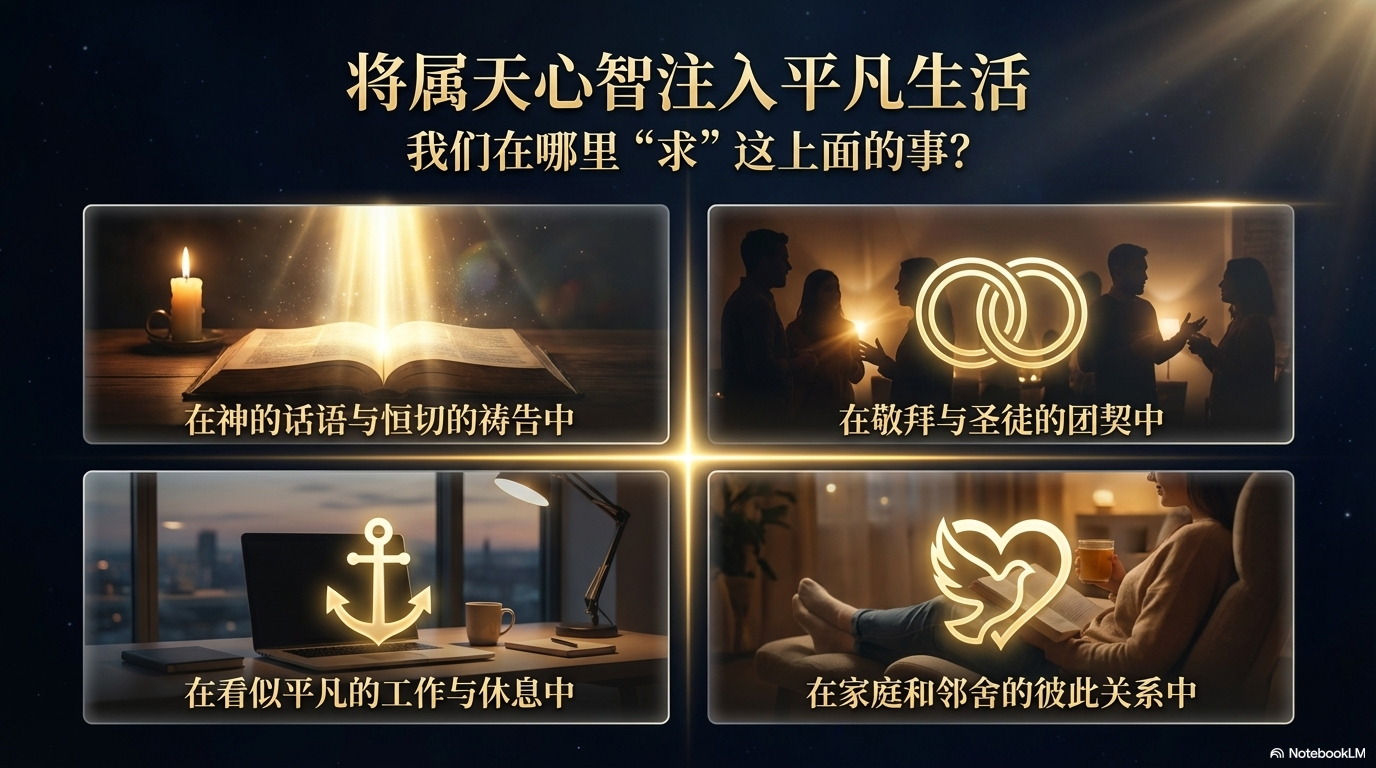 将属天心智注入平凡生活
我们在哪里“求”这上面的事?
在神的话语与恒切的祷告中
在敬拜与圣徒的团契中
在看似平凡的工作与休息中
在家庭和邻舍的彼此关系中
NotebookLM